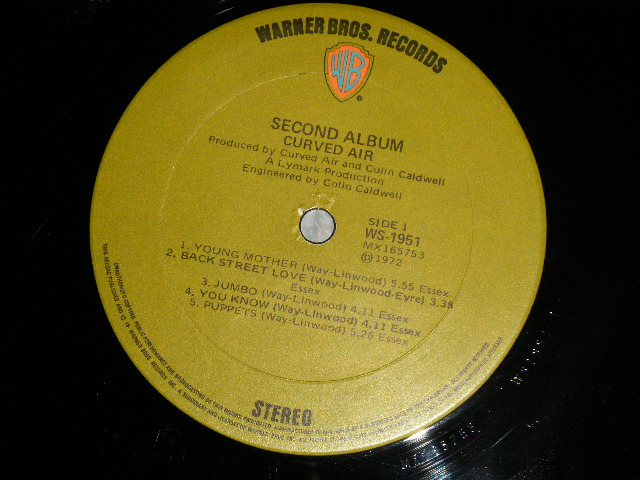 WARNER BROS. RECORDS
WB
®
SECOND ALBUM
CURVED AIR
Produced by Curved Air and Colin Caldwell
A Lymark Production
Engineered by Colin Caldwell
SIDE 1
WS-1951
MX165753
Ⓟ1972
1. YOUNG MOTHER (Way-Linwood) 5.55 Essex
2. BACK STREET LOVE (Way-Linwood-Eyre) 3.38
Essex
3. JUMBO (Way-Linwood) 4.11 Essex
4. YOU KNOW (Way-Linwood) 4.11 Essex
5. PUPPETS (Way-Linwood) 5.26 Essex
STEREO